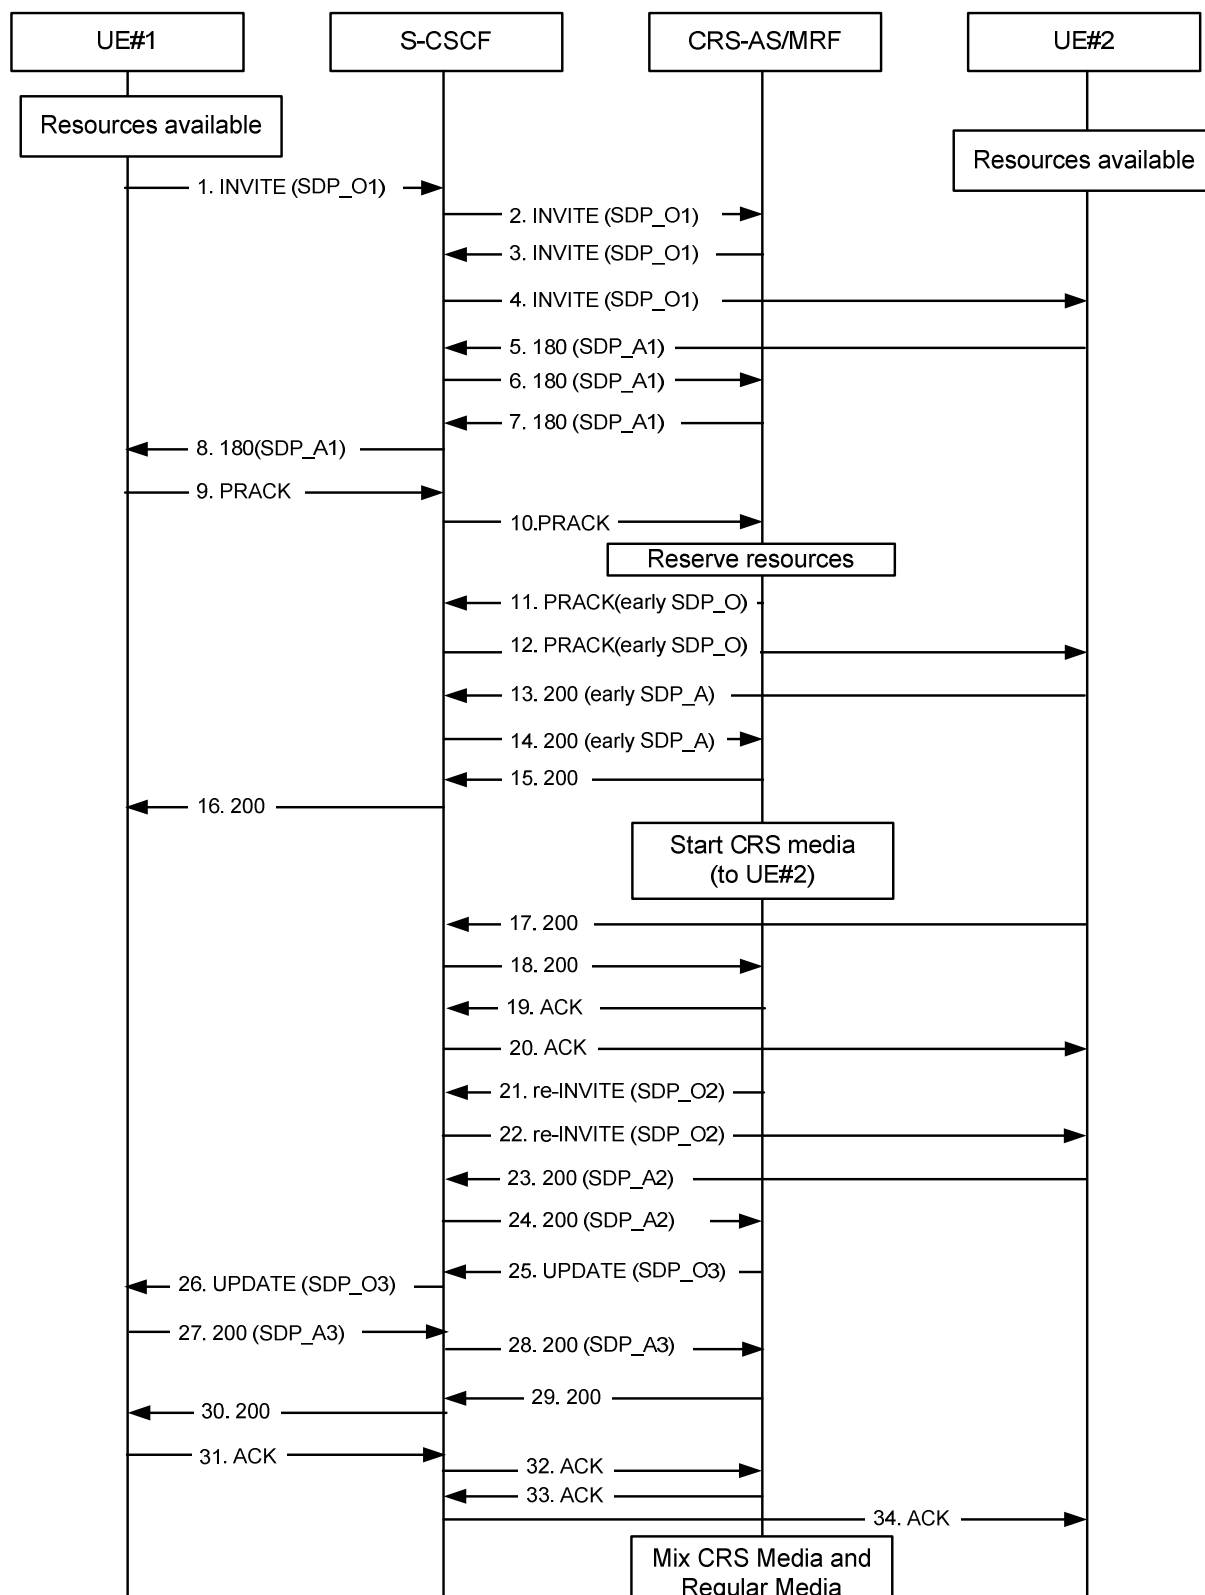 UE#1
S-CSCF
CRS-AS/MRF
UE#2
Resources available
Resources available
1. INVITE (SDP_O1)
2. INVITE (SDP_O1)
3. INVITE (SDP_O1)
4. INVITE (SDP_O1)
5. 180 (SDP_A1)
6. 180 (SDP_A1)
7. 180 (SDP_A1)
8. 180(SDP_A1)
9. PRACK
10.PRACK
Reserve resources
11. PRACK(early SDP_O)
12. PRACK(early SDP_O)
13. 200 (early SDP_A)
14. 200 (early SDP_A)
15. 200
16. 200
Start CRS media
(to UE#2)
17. 200
18. 200
19. ACK
20. ACK
21. re-INVITE (SDP_O2)
22. re-INVITE (SDP_O2)
23. 200 (SDP_A2)
24. 200 (SDP_A2)
25. UPDATE (SDP_O3)
26. UPDATE (SDP_O3)
27. 200 (SDP_A3)
28. 200 (SDP_A3)
29. 200
30. 200
31. ACK
32. ACK
33. ACK
34. ACK
Mix CRS Media and
Regular Media